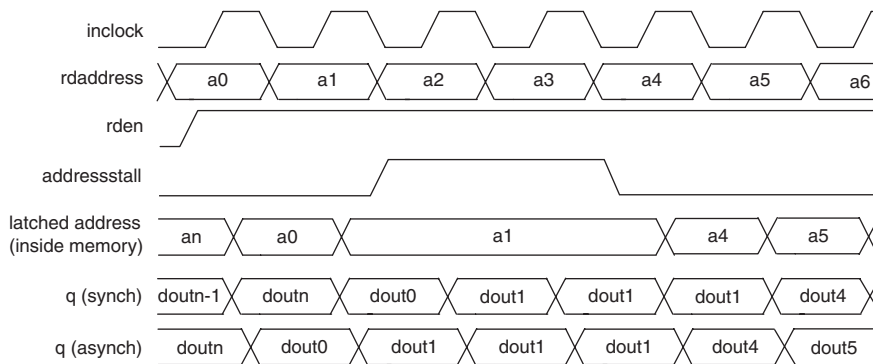 inclock
rdaddress a0 a1 a2 a3 a4 a5 a6
rden
addressstall
latched address
(inside memory) an a0 a1 a4 a5
q (synch) doutn-1 doutn dout0 dout1 dout1 dout1 dout4
q (asynch) doutn dout0 dout1 dout1 dout1 dout4 dout5